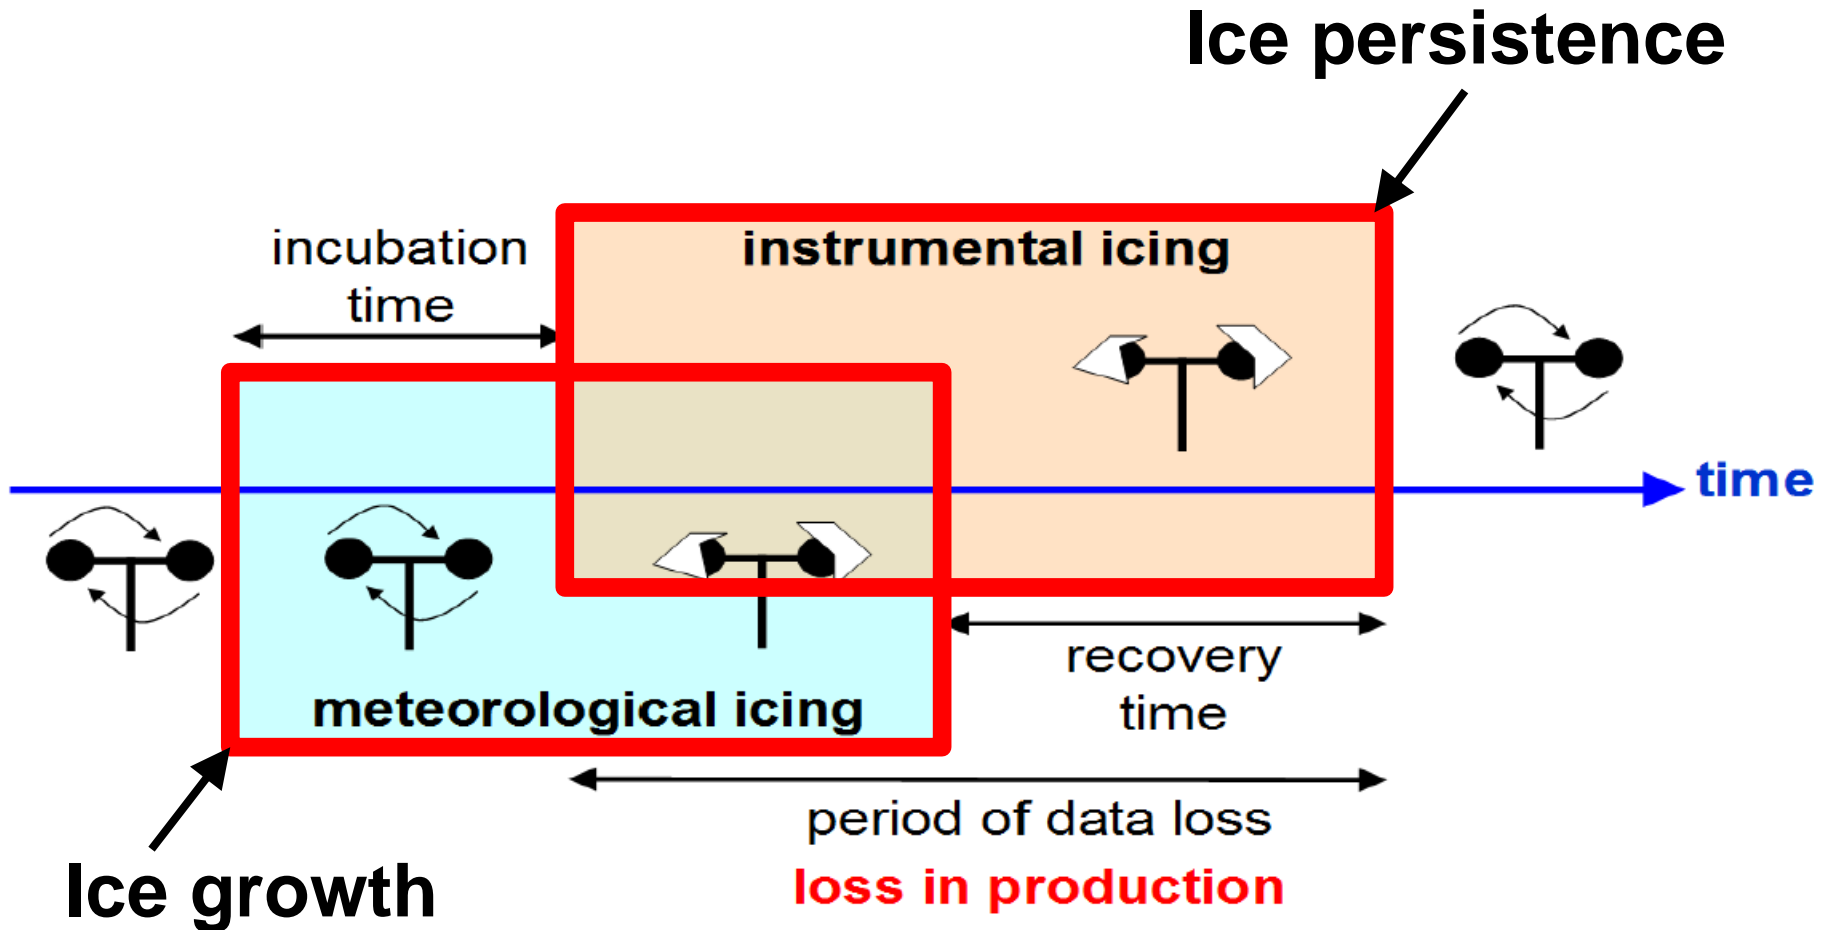 Ice persistence
incubation
time
instrumental icing
time
meteorological icing
recovery
time
period of data loss
loss in production
Ice growth